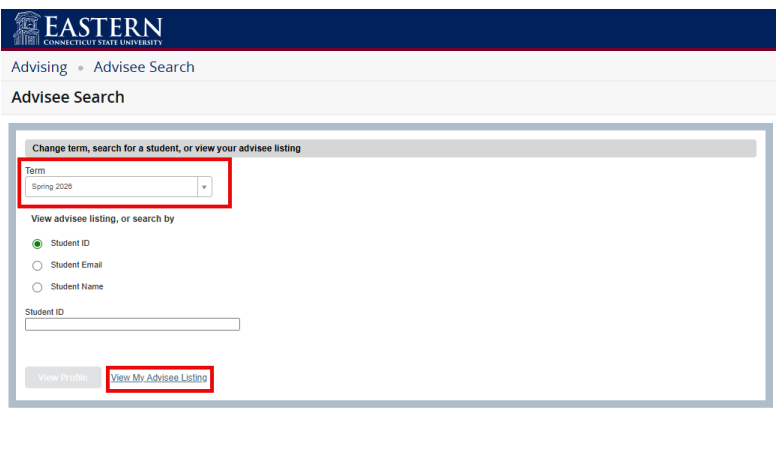 EASTERN
CONNECTICUT STATE UNIVERSITY
Advising • Advisee Search
Advisee Search
Change term, search for a student, or view your advisee listing
Term
Spring 2026
View advisee listing, or search by
Student ID
Student Email
Student Name
Student ID
View Profile View My Advisee Listing